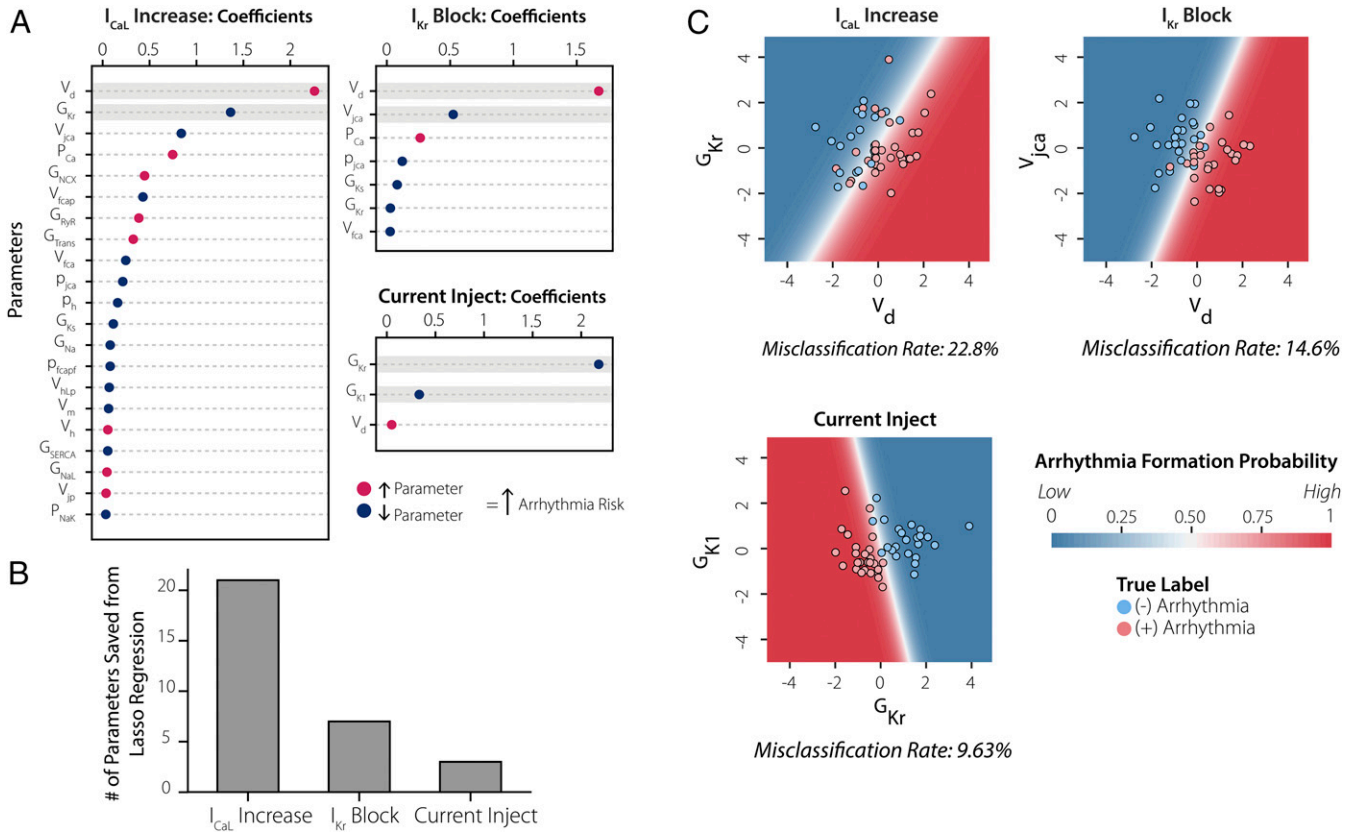 A
I_CaL Increase: Coefficients
0 0.5 1 1.5 2
Parameters
V_d
G_Kr
V_jca
P_Ca
G_NCX
V_fcap
G_RyR
G_Trans
V_fca
p_jca
p_h
G_Ks
G_Na
p_fcapf
V_hLp
V_m
V_h
G_SERCA
G_NaL
V_jp
P_NaK
I_Kr Block: Coefficients
0 0.5 1 1.5
V_d
V_jca
P_Ca
p_jca
G_Ks
G_Kr
V_fca
Current Inject: Coefficients
0 0.5 1 2
G_Kr
G_K1
V_d
↑ Parameter
↓ Parameter
= ↑ Arrhythmia Risk
B
# of Parameters Saved from
Lasso Regression
20
15
10
5
0
I_CaL Increase I_Kr Block Current Inject
C
I_CaL Increase
G_Kr
4
2
0
-2
-4
-4 -2 0 2 4
V_d
Misclassification Rate: 22.8%
I_Kr Block
V_jca
4
2
0
-2
-4
-4 -2 0 2 4
V_d
Misclassification Rate: 14.6%
Current Inject
G_K1
4
2
0
-2
-4
-4 -2 0 2 4
G_Kr
Misclassification Rate: 9.63%
Arrhythmia Formation Probability
Low High
0 0.25 0.50 0.75 1
True Label
(-) Arrhythmia
(+) Arrhythmia